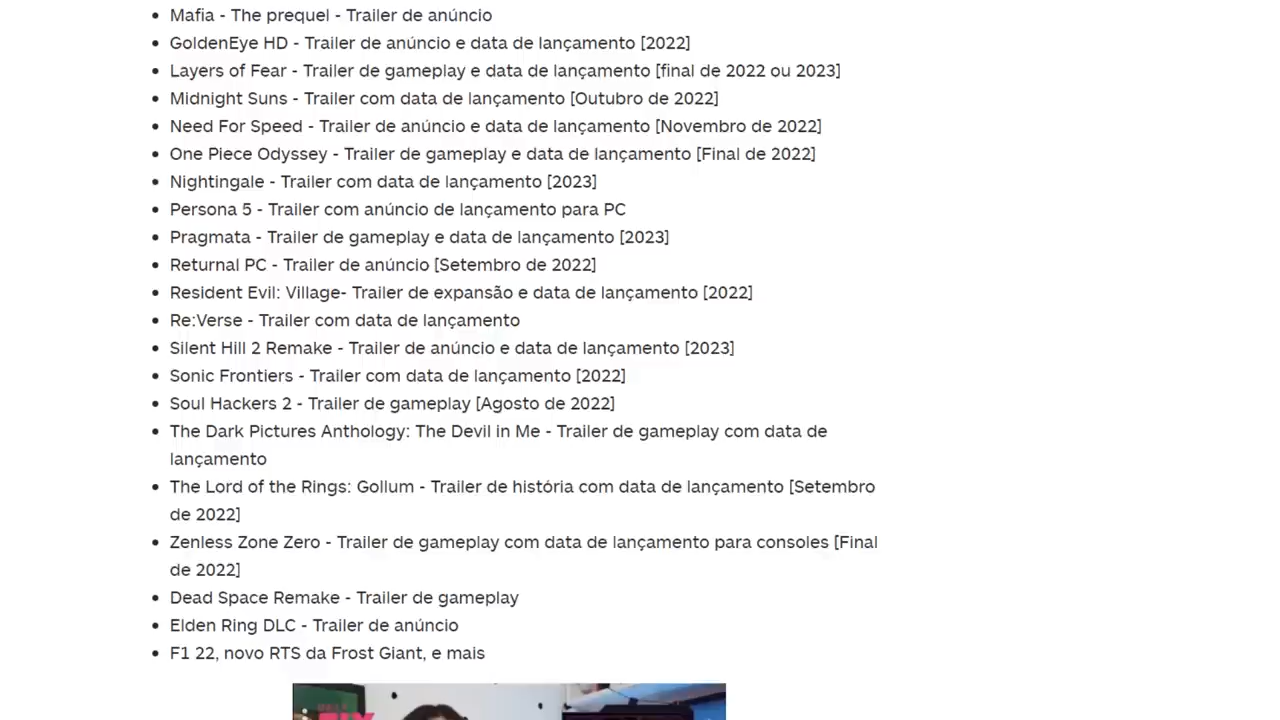 Mafia - The prequel - Trailer de anúncio
GoldenEye HD - Trailer de anúncio e data de lançamento [2022]
Layers of Fear - Trailer de gameplay e data de lançamento [final de 2022 ou 2023]
Midnight Suns - Trailer com data de lançamento [Outubro de 2022]
Need For Speed - Trailer de anúncio e data de lançamento [Novembro de 2022]
One Piece Odyssey - Trailer de gameplay e data de lançamento [Final de 2022]
Nightingale - Trailer com data de lançamento [2023]
Persona 5 - Trailer com anúncio de lançamento para PC
Pragmata - Trailer de gameplay e data de lançamento [2023]
Returnal PC - Trailer de anúncio [Setembro de 2022]
Resident Evil: Village- Trailer de expansão e data de lançamento [2022]
Re:Verse - Trailer com data de lançamento
Silent Hill 2 Remake - Trailer de anúncio e data de lançamento [2023]
Sonic Frontiers - Trailer com data de lançamento [2022]
Soul Hackers 2 - Trailer de gameplay [Agosto de 2022]
The Dark Pictures Anthology: The Devil in Me - Trailer de gameplay com data de
lançamento
The Lord of the Rings: Gollum - Trailer de história com data de lançamento [Setembro
de 2022]
Zenless Zone Zero - Trailer de gameplay com data de lançamento para consoles [Final
de 2022]
Dead Space Remake - Trailer de gameplay
Elden Ring DLC - Trailer de anúncio
F1 22, novo RTS da Frost Giant, e mais